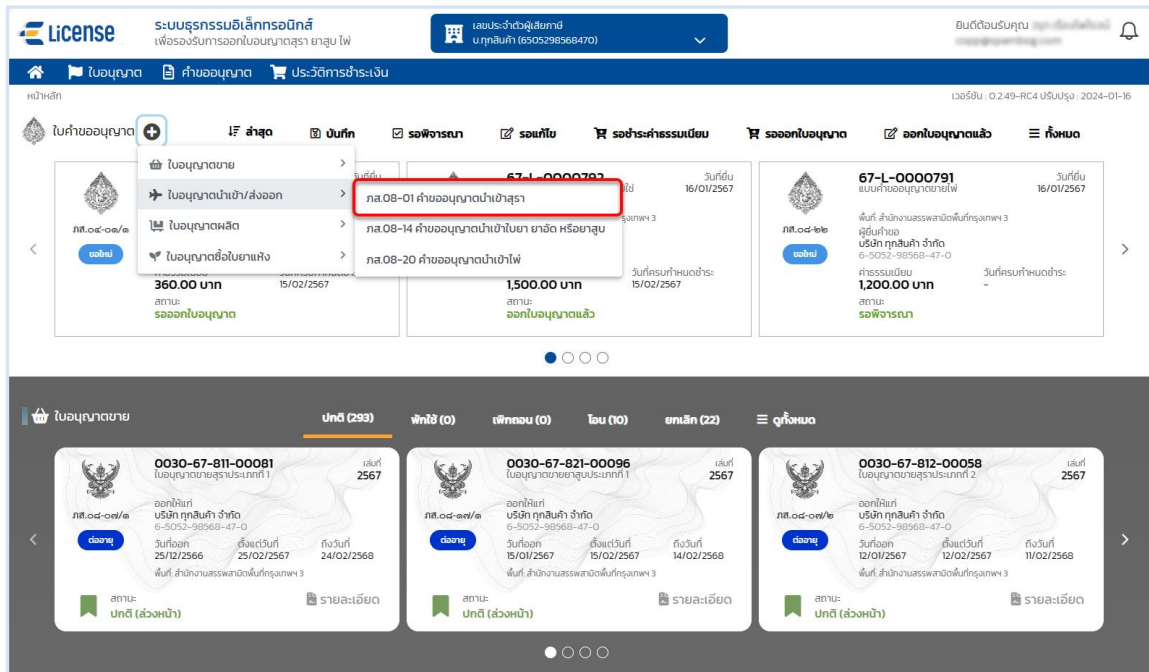 License
ระบบธุรกรรมอิเล็กทรอนิกส์
เพื่อรองรับการออกใบอนุญาตสุรา ยาสูบ ไพ่
เลขประจำตัวผู้เสียภาษี
บ.ทุกสินค้า (6505298568470)
ยินดีต้อนรับคุณ
ใบอนุญาต คำขออนุญาต ประวัติการชำระเงิน
หน้าหลัก
เวอร์ชัน : 0.2.49-RC4 ปรับปรุง : 2024-01-16
ใบคำขออนุญาต ล่าสุด บันทึก รอพิจารณา รอแก้ไข รอชำระค่าธรรมเนียม รอออกใบอนุญาต ออกใบอนุญาตแล้ว ทั้งหมด
ใบอนุญาตขาย
ใบอนุญาตนำเข้า/ส่งออก
ใบอนุญาตผลิต
ใบอนุญาตซื้อใบยาแห้ง
ภส.08-01 คำขออนุญาตนำเข้าสุรา
ภส.08-14 คำขออนุญาตนำเข้าใบยา ยาอัด หรือยาสูบ
ภส.08-20 คำขออนุญาตนำเข้าไพ่
ภส.๐๔-๐๑/๑
ขอใหม่
วันที่ยื่น
360.00 บาท
15/02/2567
สถานะ
รอออกใบอนุญาต
67-L-0000792
วันที่ยื่น
16/01/2567
วันที่ครบกำหนดชำระ
1,500.00 บาท
15/02/2567
สถานะ
ออกใบอนุญาตแล้ว
67-L-0000791
วันที่ยื่น
แบบคำขออนุญาตขายไพ่
16/01/2567
พื้นที่: สำนักงานสรรพสามิตพื้นที่กรุงเทพฯ 3
ภส.๐๘-๒๒
ผู้ยื่นคำขอ
บริษัท ทุกสินค้า จำกัด
ขอใหม่
6-5052-98568-47-0
ค่าธรรมเนียม วันที่ครบกำหนดชำระ
1,200.00 บาท -
สถานะ
รอพิจารณา
ใบอนุญาตขาย ปกติ (293) พักใช้ (0) เพิกถอน (0) โอน (10) ยกเลิก (22) ดูทั้งหมด
0030-67-811-00081
เล่มที่
ใบอนุญาตขายสุราประเภทที่ 1
2567
ออกให้แก่
ภส.๐๘-๐๗/๑
บริษัท ทุกสินค้า จำกัด
6-5052-98568-47-0
ต่ออายุ
วันที่ออก ตั้งแต่วันที่ ถึงวันที่
25/12/2566 25/02/2567 24/02/2568
พื้นที่: สำนักงานสรรพสามิตพื้นที่กรุงเทพฯ 3
สถานะ
รายละเอียด
ปกติ (ล่วงหน้า)
0030-67-821-00096
เล่มที่
ใบอนุญาตขายยาสูบประเภทที่ 1
2567
ออกให้แก่
ภส.๐๘-๑๗/๑
บริษัท ทุกสินค้า จำกัด
6-5052-98568-47-0
ต่ออายุ
วันที่ออก ตั้งแต่วันที่ ถึงวันที่
15/01/2567 15/02/2567 14/02/2568
พื้นที่: สำนักงานสรรพสามิตพื้นที่กรุงเทพฯ 3
สถานะ
รายละเอียด
ปกติ (ล่วงหน้า)
0030-67-812-00058
เล่มที่
ใบอนุญาตขายสุราประเภทที่ 2
2567
ออกให้แก่
ภส.๐๘-๐๗/๒
บริษัท ทุกสินค้า จำกัด
6-5052-98568-47-0
ต่ออายุ
วันที่ออก ตั้งแต่วันที่ ถึงวันที่
12/01/2567 12/02/2567 11/02/2568
พื้นที่: สำนักงานสรรพสามิตพื้นที่กรุงเทพฯ 3
สถานะ
รายละเอียด
ปกติ (ล่วงหน้า)